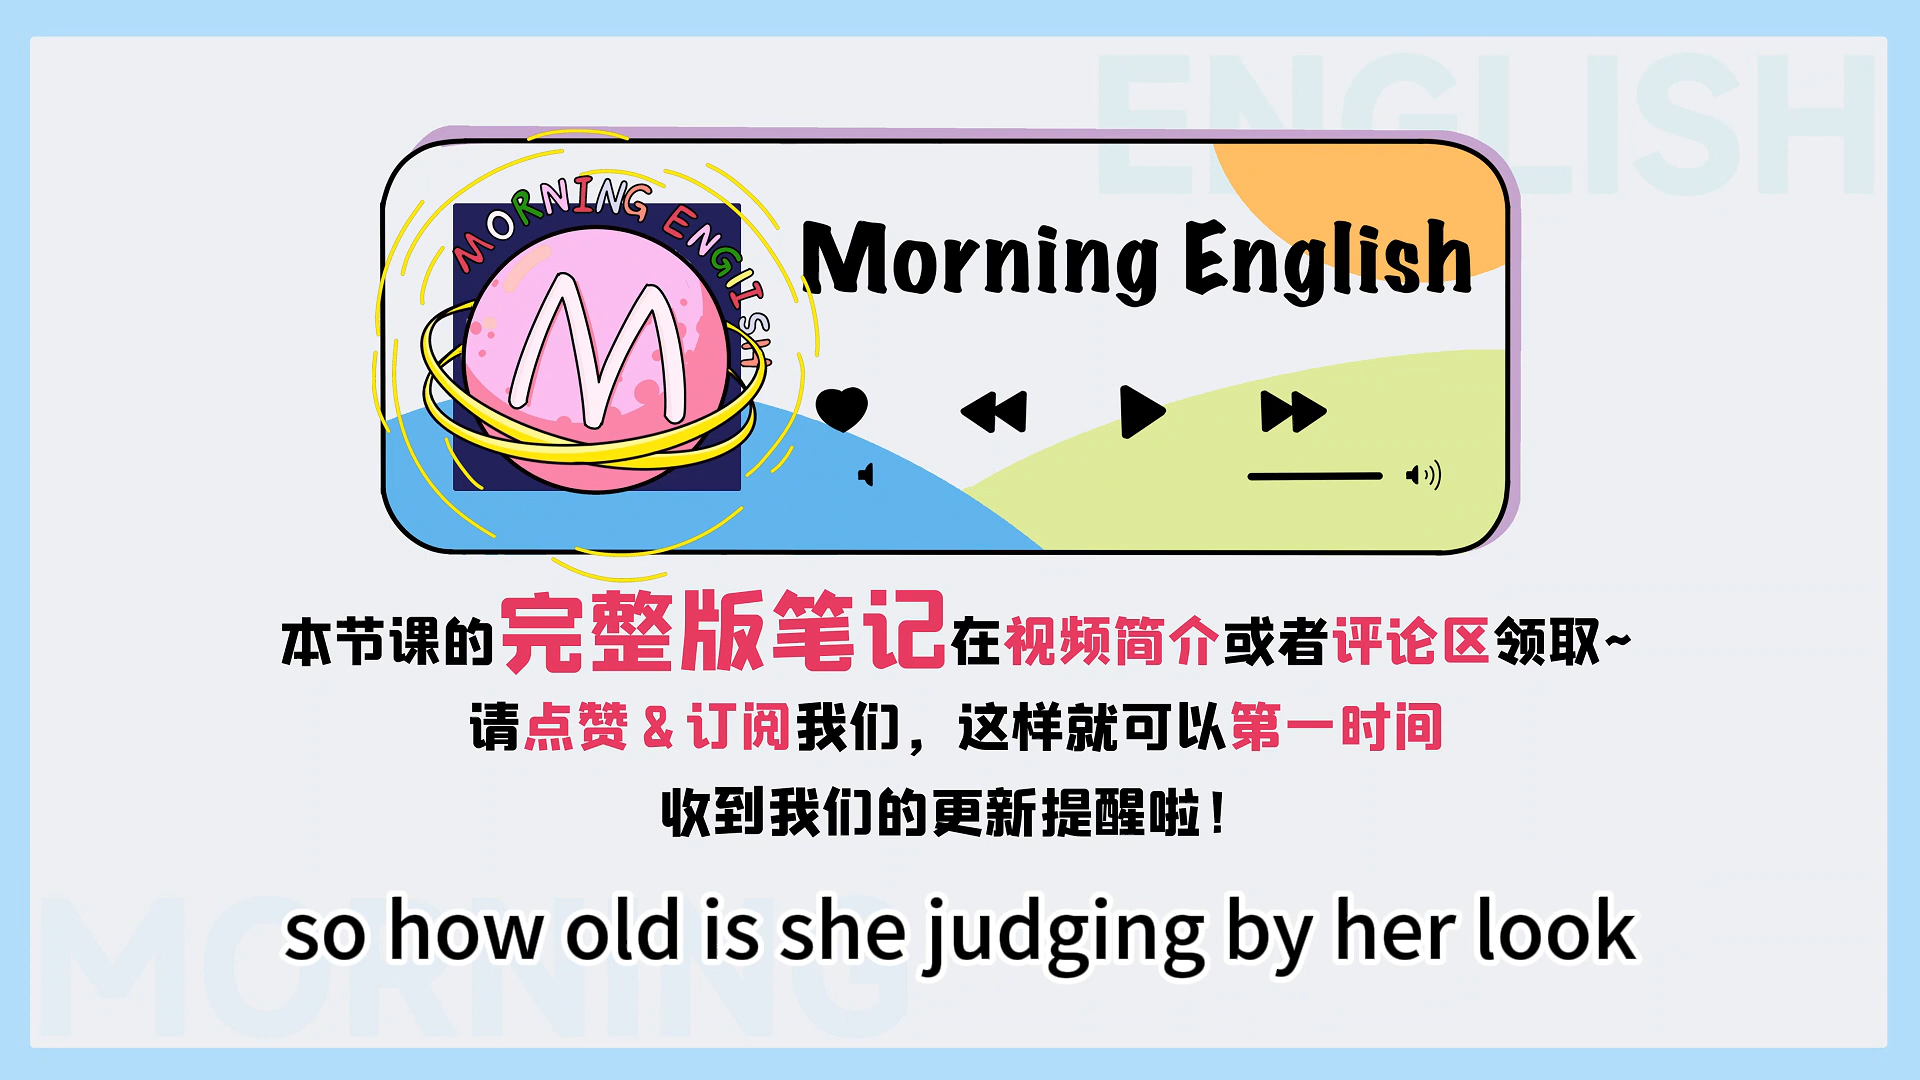 ENGLISH
MORNING ENGLISH
M
Morning English
本节课的完整版笔记在视频简介或者评论区领取~
请点赞&订阅我们，这样就可以第一时间
收到我们的更新提醒啦！
MORNING
so how old is she judging by her look